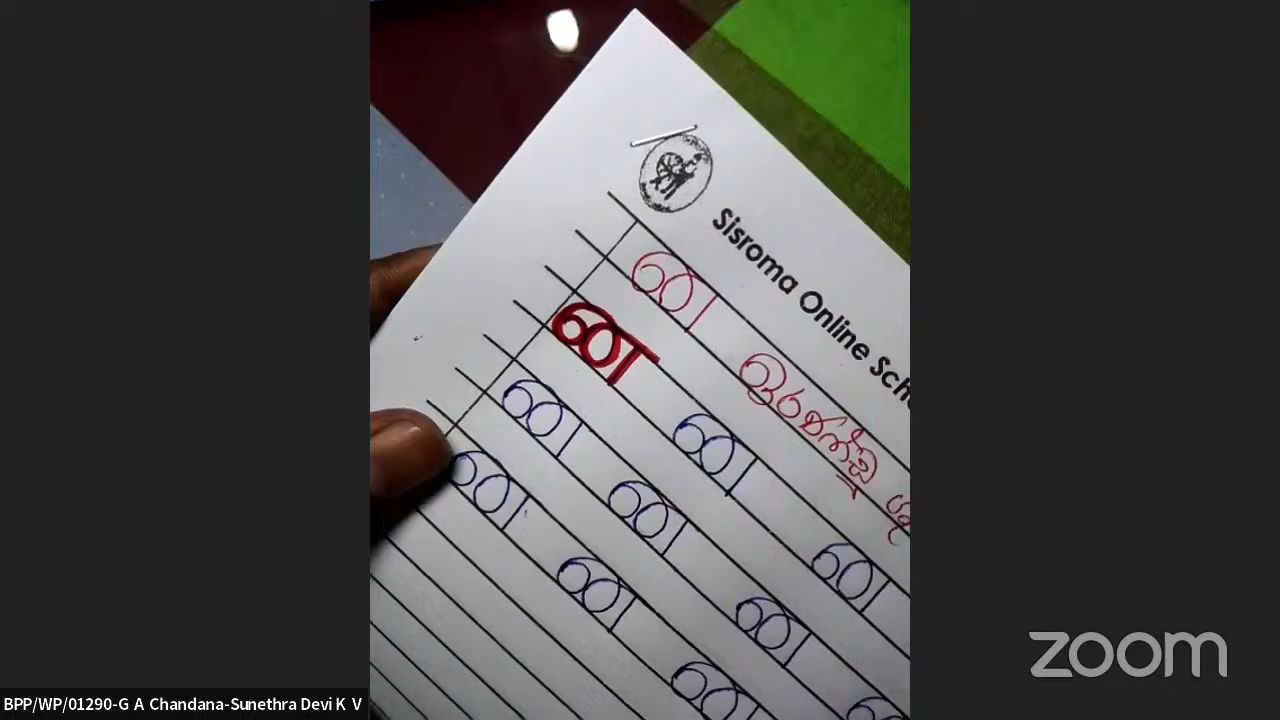 Sisroma Online Sch
ன
ன ன ன
ன ன ன
ன ன ன
BPP/WP/01290-G A Chandana-Sunethra Devi K V
zoom